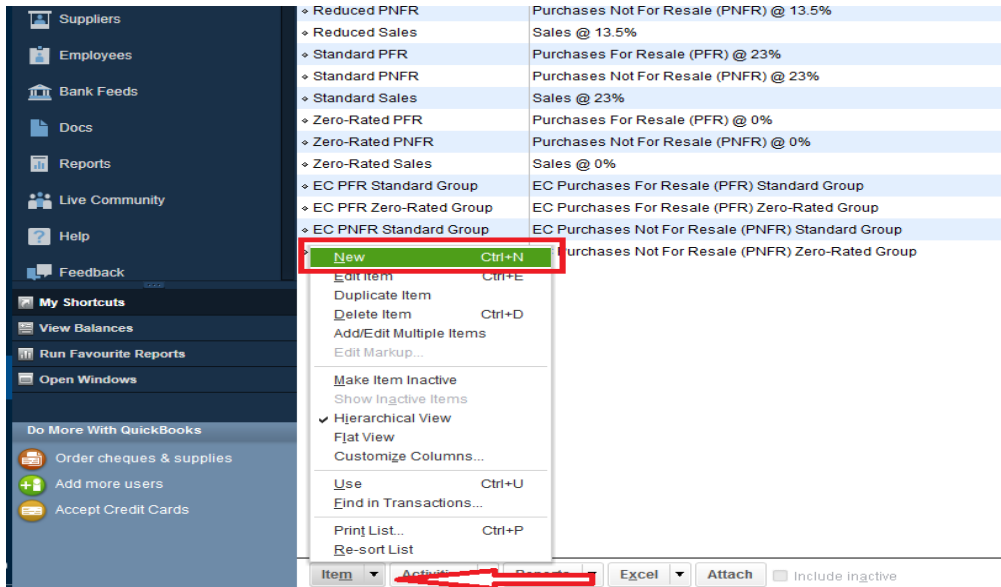 Suppliers
Employees
Bank Feeds
Docs
Reports
Live Community
Help
Feedback
My Shortcuts
View Balances
Run Favourite Reports
Open Windows
Do More With QuickBooks
Order cheques & supplies
Add more users
Accept Credit Cards
Reduced PNFR Purchases Not For Resale (PNFR) @ 13.5%
Reduced Sales Sales @ 13.5%
Standard PFR Purchases For Resale (PFR) @ 23%
Standard PNFR Purchases Not For Resale (PNFR) @ 23%
Standard Sales Sales @ 23%
Zero-Rated PFR Purchases For Resale (PFR) @ 0%
Zero-Rated PNFR Purchases Not For Resale (PNFR) @ 0%
Zero-Rated Sales Sales @ 0%
EC PFR Standard Group EC Purchases For Resale (PFR) Standard Group
EC PFR Zero-Rated Group EC Purchases For Resale (PFR) Zero-Rated Group
EC PNFR Standard Group EC Purchases Not For Resale (PNFR) Standard Group
Purchases Not For Resale (PNFR) Zero-Rated Group
New Ctrl+N
Edit Item Ctrl+E
Duplicate Item
Delete Item Ctrl+D
Add/Edit Multiple Items
Edit Markup...
Make Item Inactive
Show Inactive Items
Hierarchical View
Flat View
Customize Columns...
Use Ctrl+U
Find in Transactions...
Print List... Ctrl+P
Re-sort List
Item Excel Attach Include inactive